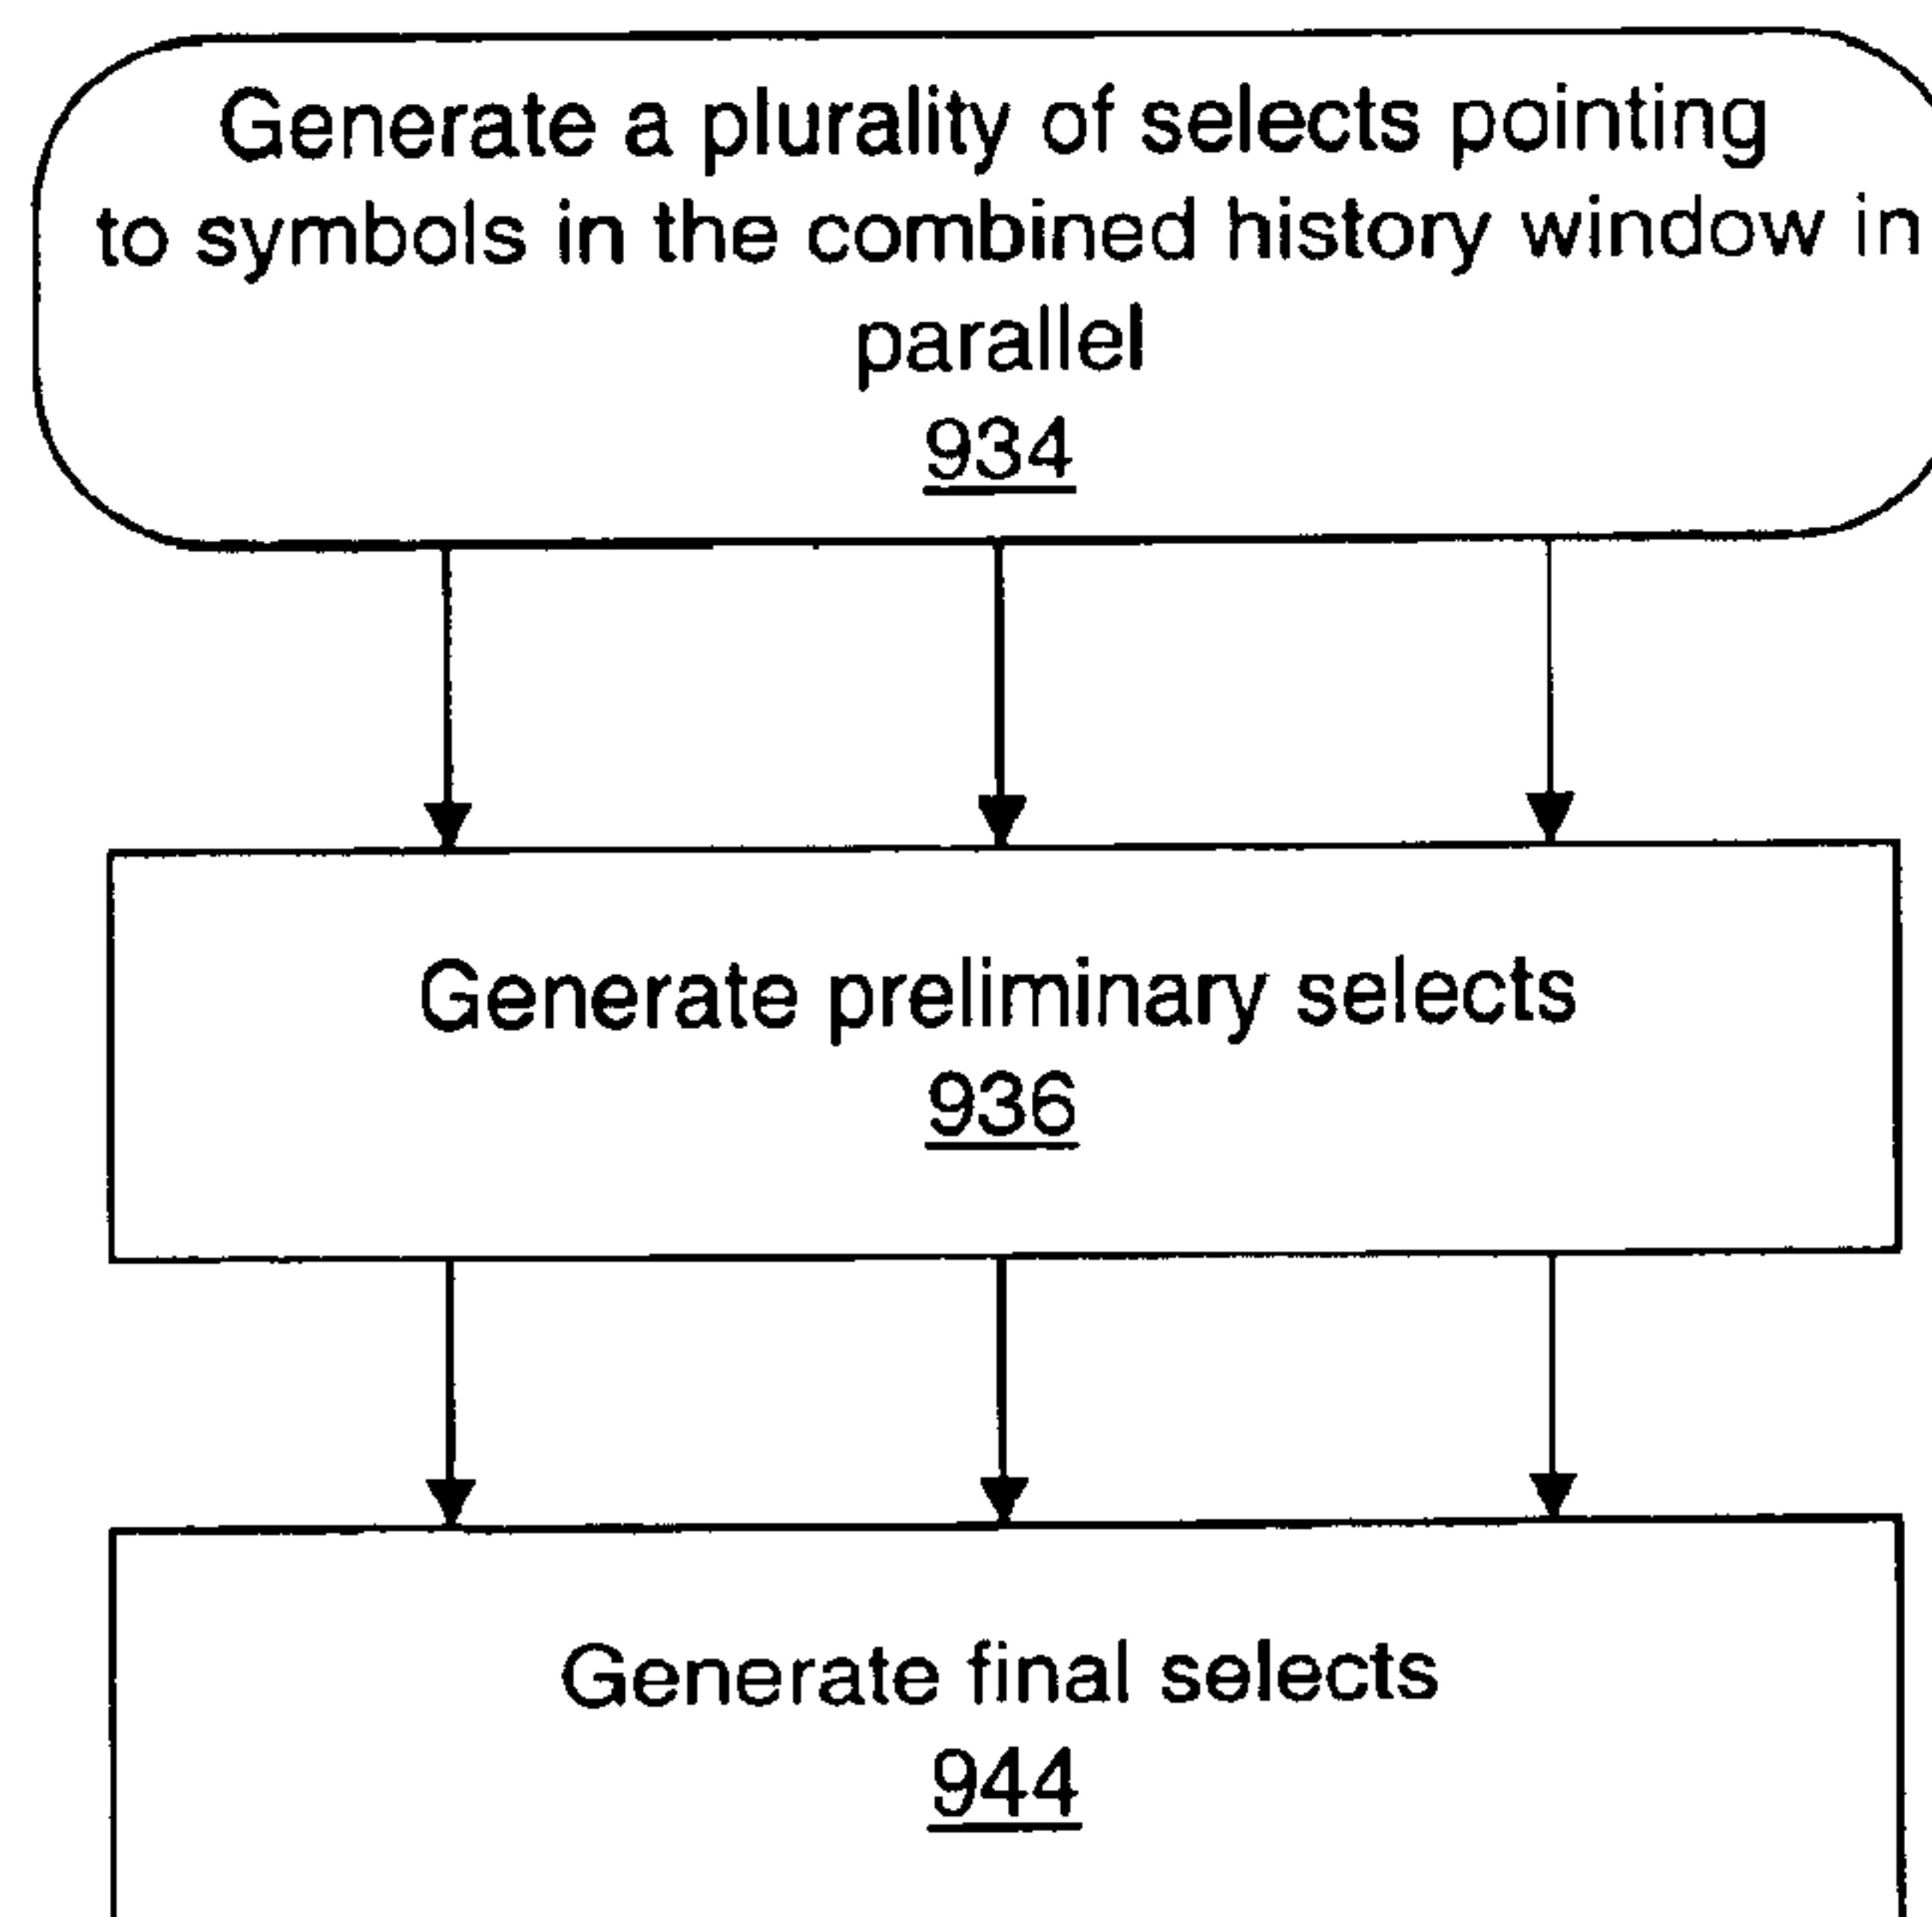 Generate a plurality of selects pointing
to symbols in the combined history window in
parallel
934
Generate preliminary selects
936
Generate final selects
944